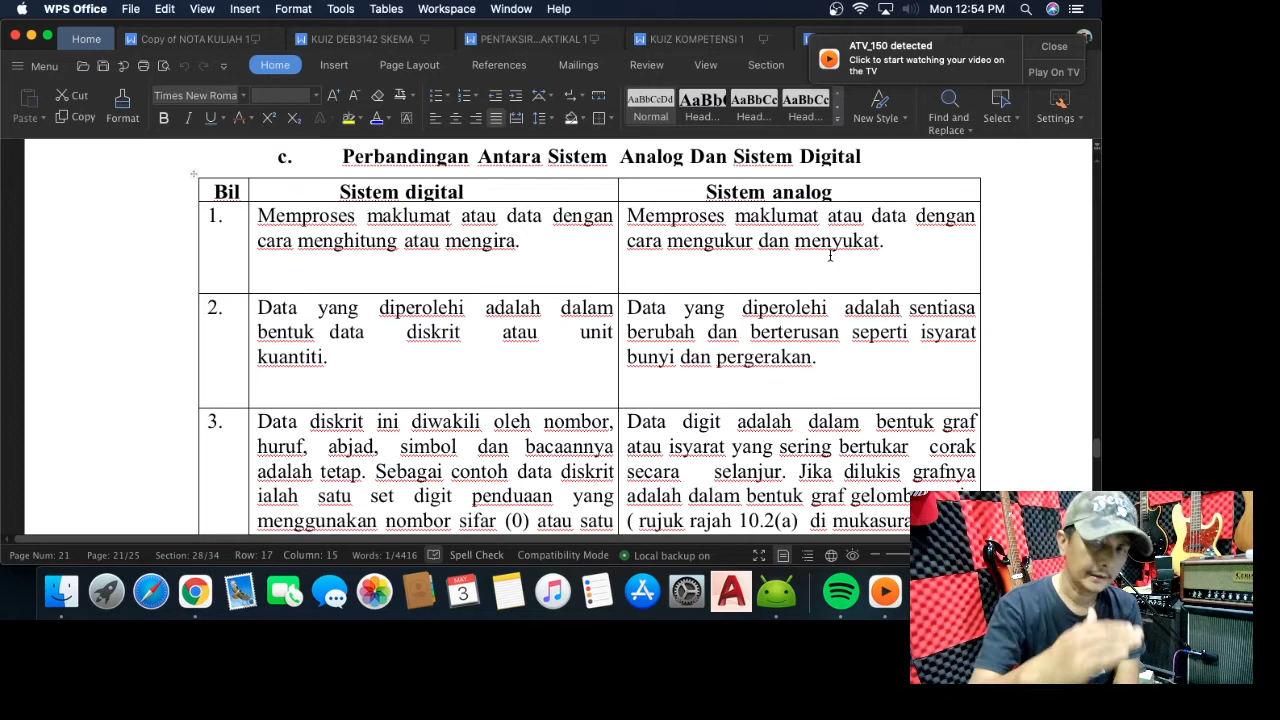 WPS Office File Edit View Insert Format Tools Tables Workspace Window Help Mon 12:54 PM
Home Copy of NOTA KULIAH 1 KUIZ DEB3142 SKEMA PENTAKSIR...AKTIKAL 1 KUIZ KOMPETENSI 1
ATV_150 detected
Click to start watching your video on
the TV
Close
Play On TV
Menu Home Insert Page Layout References Mailings Review View Section
Paste Cut Copy Format Times New Roma B I U A X² X₂ A
AaBbCcDd AaBb AaBbCc AaBbCc
Normal Head... Head... Head... New Style Find and Replace Select Settings
c. Perbandingan Antara Sistem Analog Dan Sistem Digital
Bil Sistem digital Sistem analog
1. Memproses maklumat atau data dengan
cara menghitung atau mengira.
Memproses maklumat atau data dengan
cara mengukur dan menyukat.
2. Data yang diperolehi adalah dalam
bentuk data diskrit atau unit
kuantiti.
Data yang diperolehi adalah sentiasa
berubah dan berterusan seperti isyarat
bunyi dan pergerakan.
3. Data diskrit ini diwakili oleh nombor,
huruf, abjad, simbol dan bacaannya
adalah tetap. Sebagai contoh data diskrit
ialah satu set digit penduaan yang
menggunakan nombor sifar (0) atau satu
Data digit adalah dalam bentuk graf
atau isyarat yang sering bertukar corak
secara selanjur. Jika dilukis grafnya
adalah dalam bentuk graf
( rujuk rajah 10.2(a) di
Page Num: 21 Page: 21/25 Section: 28/34 Row: 17 Column: 15 Words: 1/4416 Spell Check Compatibility Mode Local backup on
MAY
3